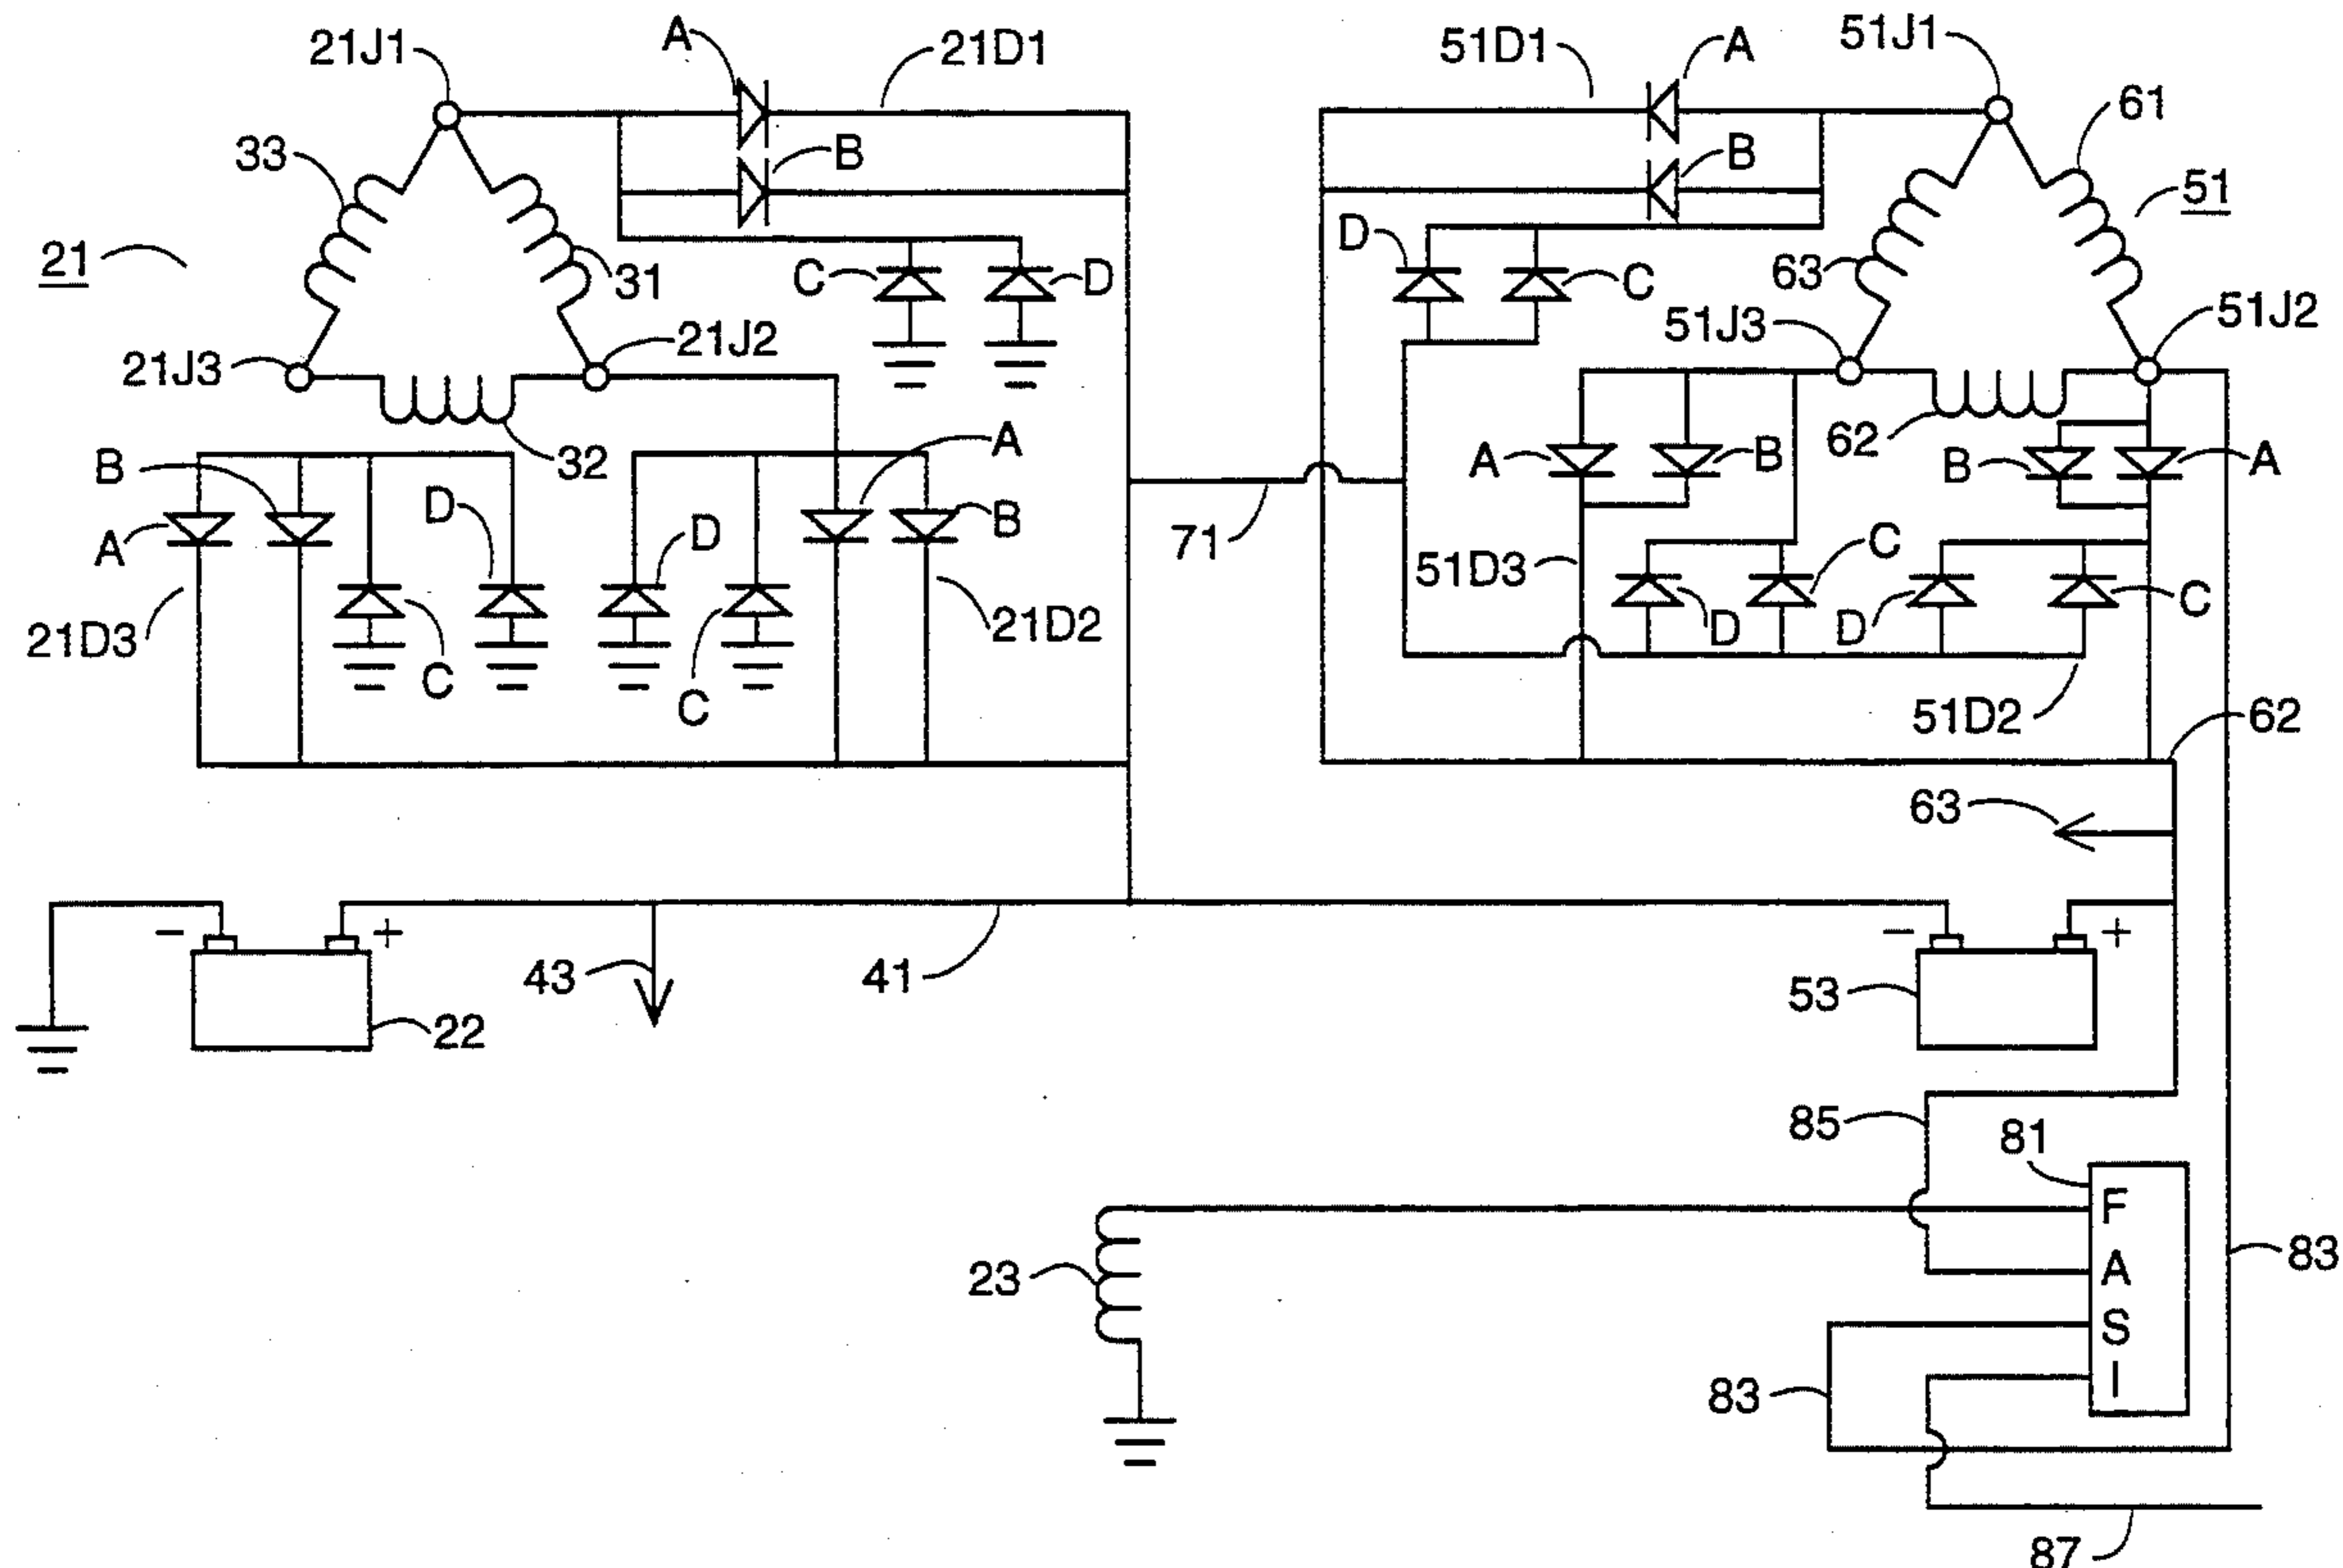 21J1 A 21D1 51D1 A 51J1
33 B B 61
21 31 C D D C 63 51
21J3 21J2 51J3 51J2
B 32 A A B 62 B A
A D D B 71 51D3 C
21D3 C C 21D2 D D C
51D2 62
63
- + 43 41 - +
22 53
85 81
F
23 A 83
S
83 I
87